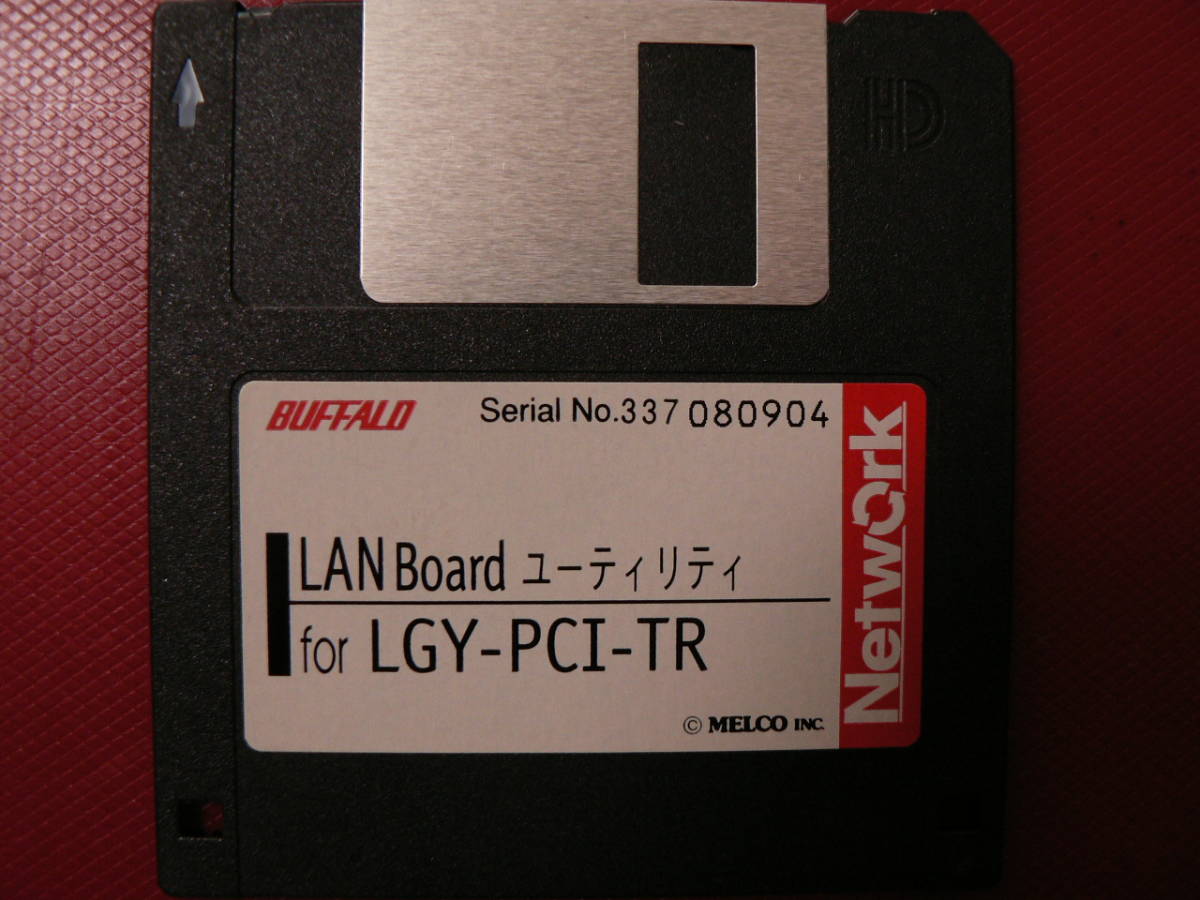 HD
BUFFALO
Serial No.337 080904
LAN Board ユーティリティ
for LGY-PCI-TR
© MELCO INC.
Network